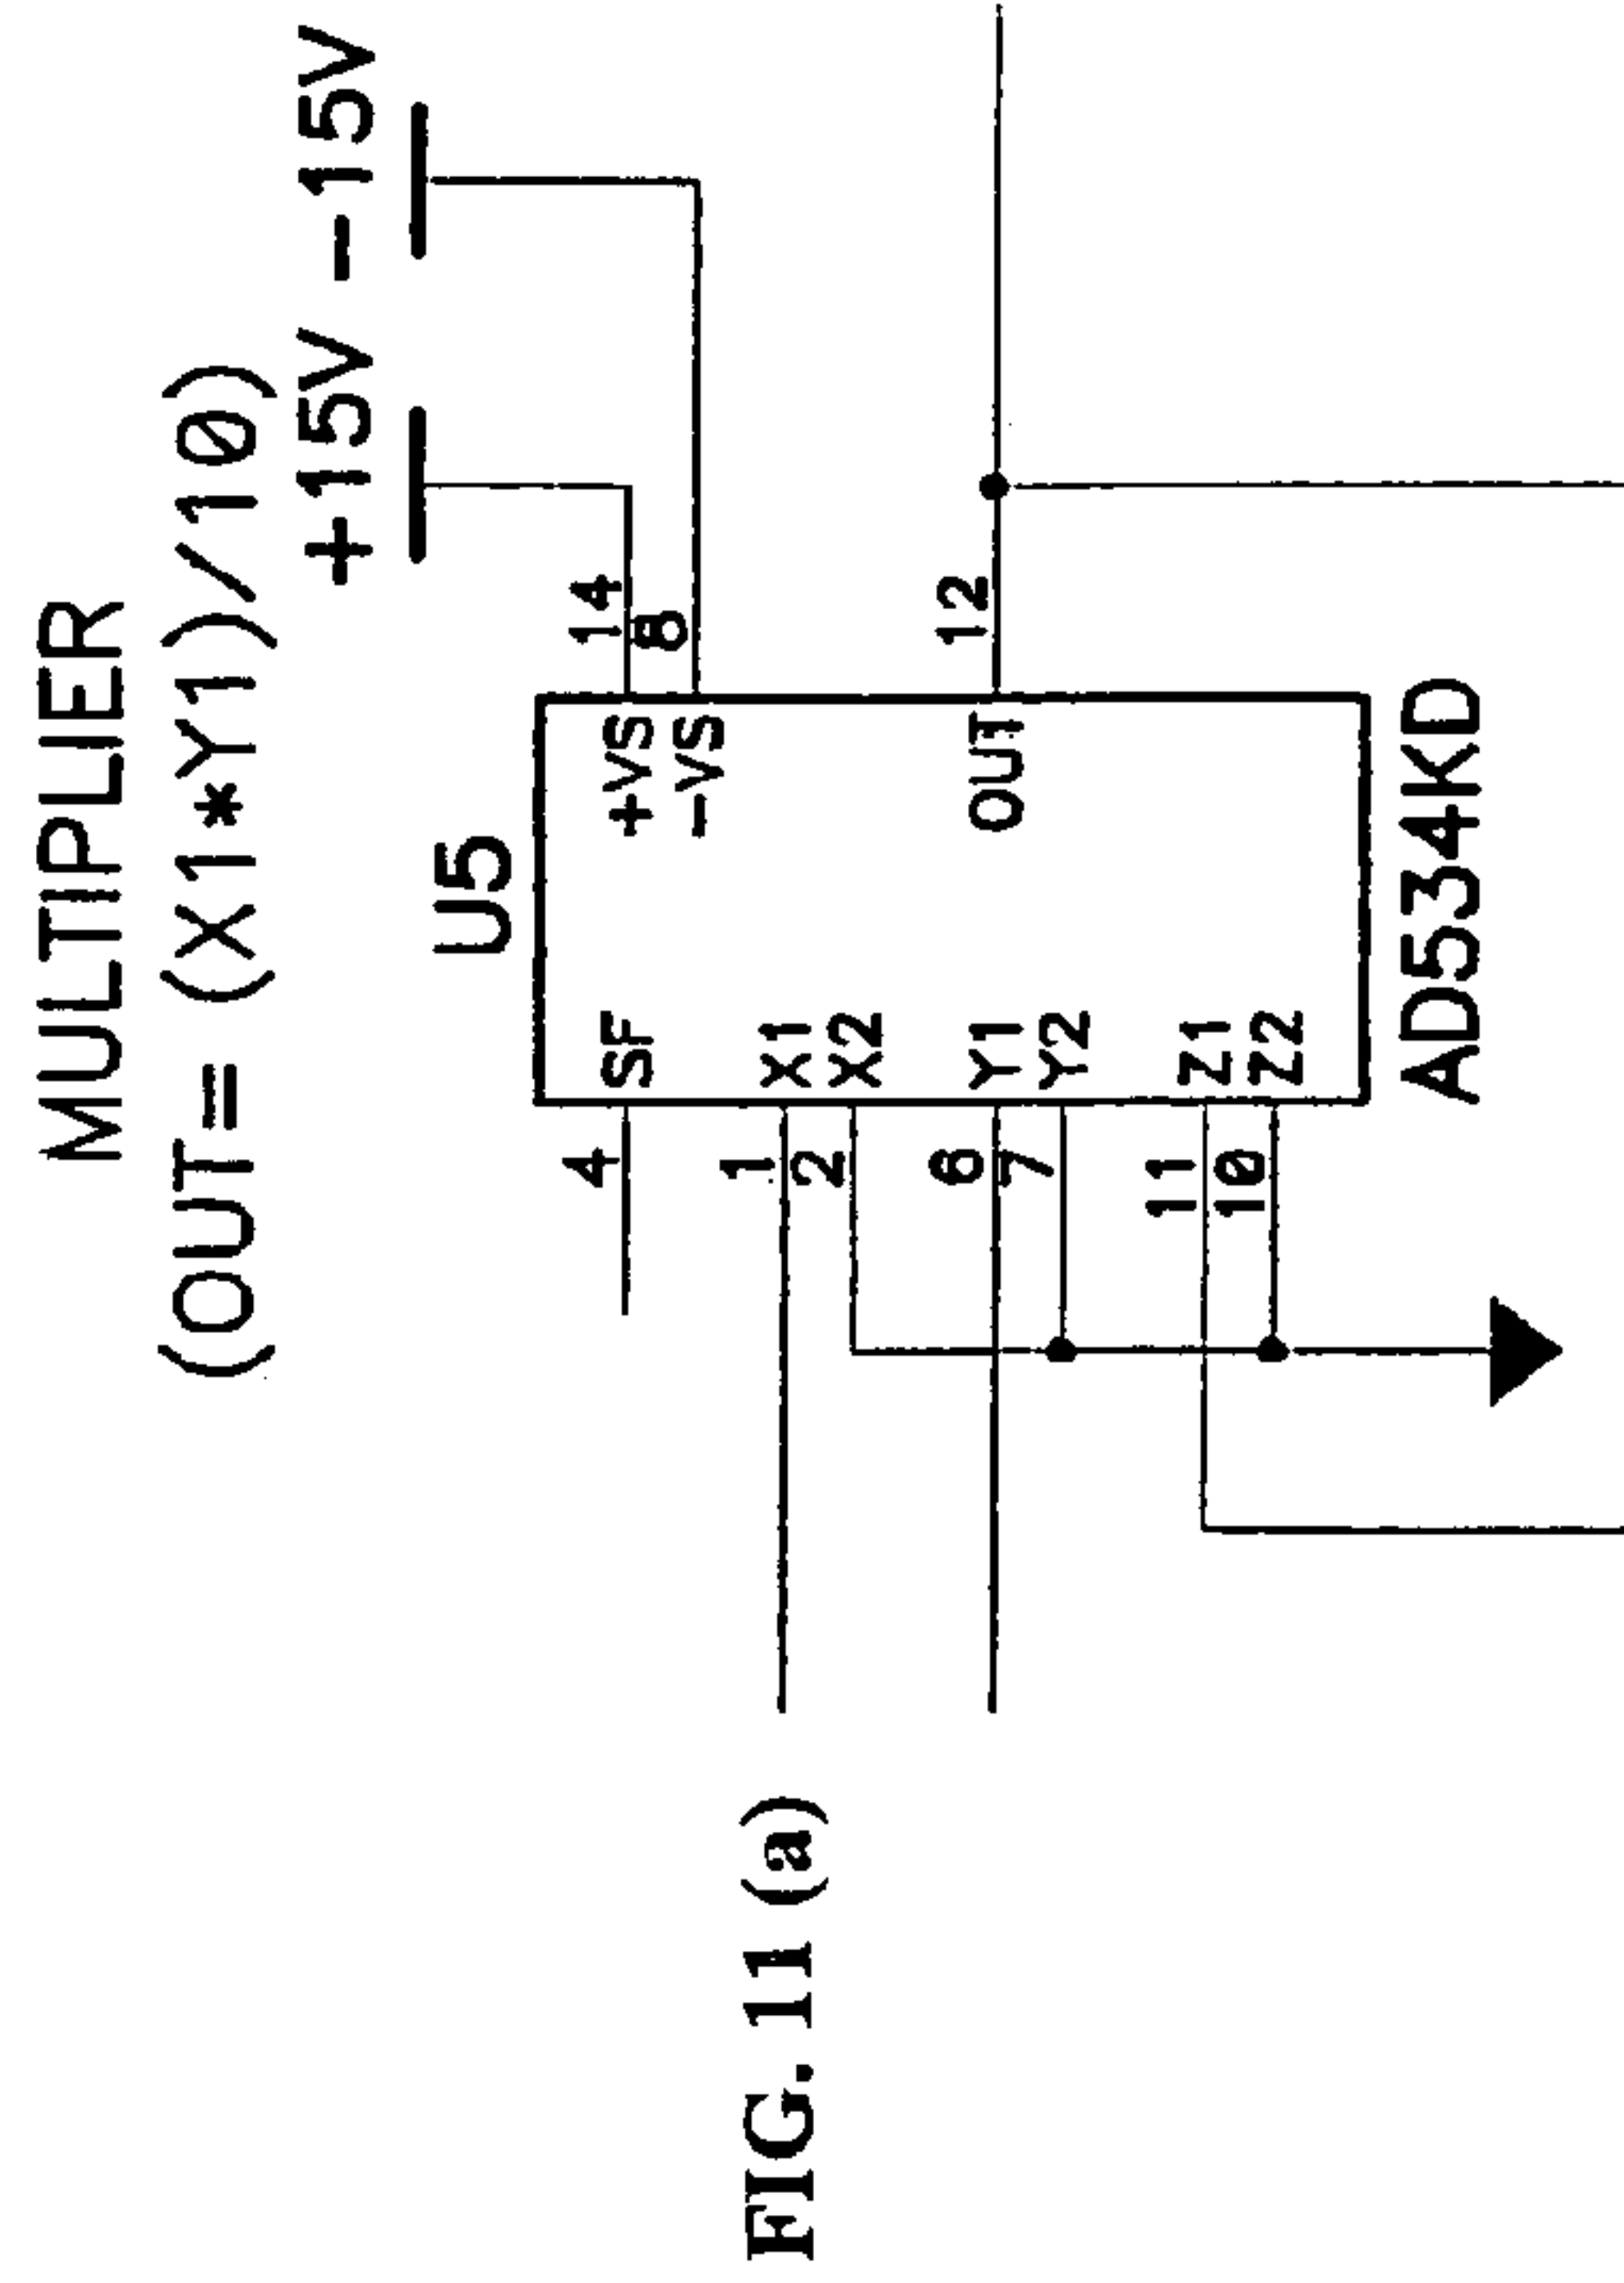 MULTIPLIER
(OUT= (X1*Y1)/10)
+15V -15V
U5
4 SF +VS 14
-VS 8
1 X1
2 X2
6 Y1 OUT 12
7 Y2
11 Z1
10 Z2
AD534KD
FIG. 11 (a)